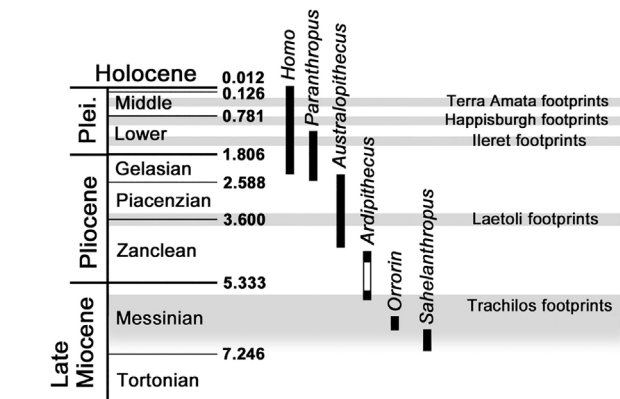 Holocene 0.012
0.126
Plei.
Middle
0.781
Lower
1.806
Pliocene
Gelasian
2.588
Piacenzian
3.600
Zanclean
5.333
Late
Miocene
Messinian
7.246
Tortonian
Homo
Paranthropus
Australopithecus
Ardipithecus
Orrorin
Sahelanthropus
Terra Amata footprints
Happisburgh footprints
Ileret footprints
Laetoli footprints
Trachilos footprints